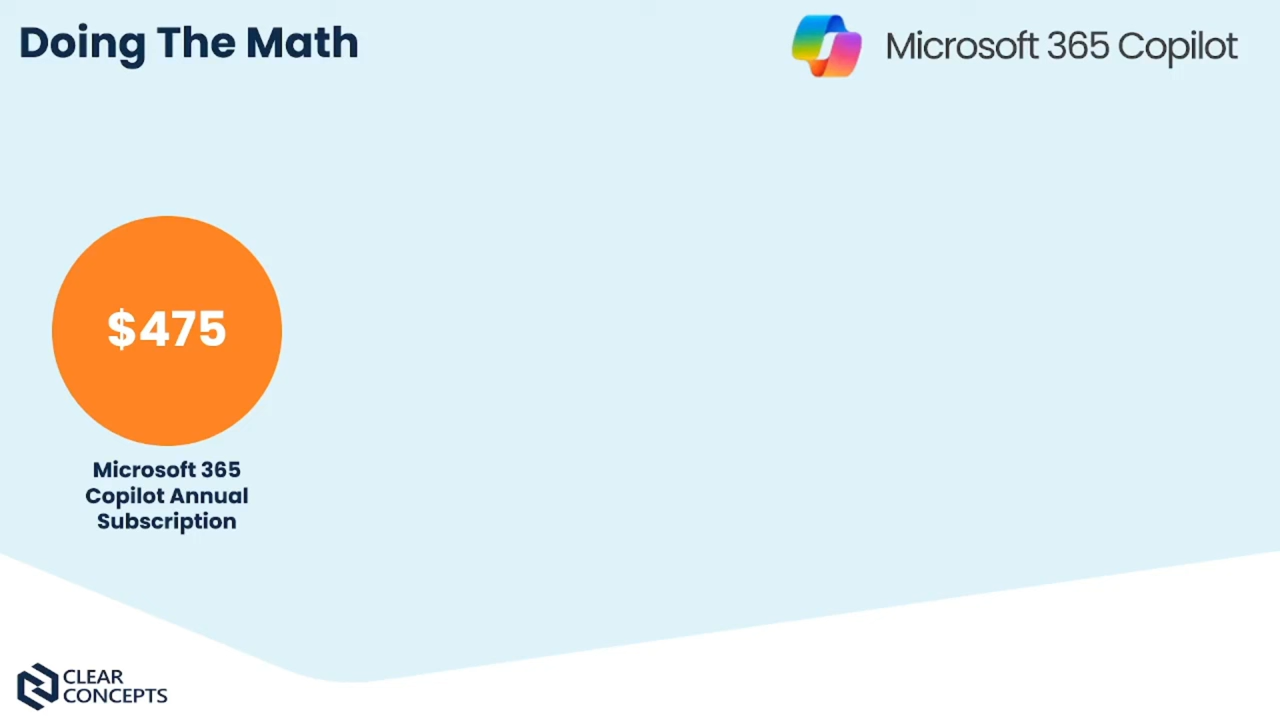 Doing The Math
Microsoft 365 Copilot
$475
Microsoft 365
Copilot Annual
Subscription
CLEAR
CONCEPTS